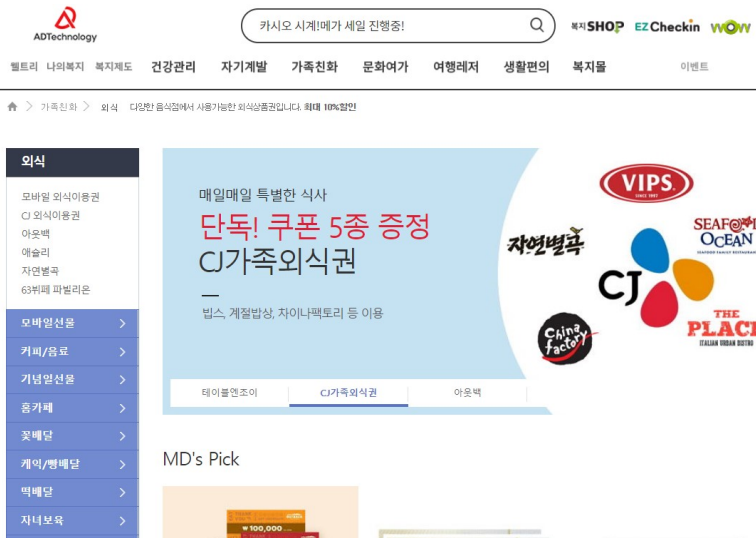 ADTechnology
카시오 시계!메가 세일 진행중!
복지SHOP EZ Checkin WOW
웰트리 나의복지 복지제도 건강관리 자기계발 가족친화 문화여가 여행레저 생활편의 복지몰 이벤트
가족친화 외식 다양한 음식점에서 사용가능한 외식상품권입니다. 최대 10%할인
외식
모바일 외식이용권
CJ 외식이용권
아웃백
애슐리
자연별곡
63뷔페 파빌리온
모바일선물
커피/음료
기념일선물
홈카페
꽃배달
케익/빵배달
떡배달
자녀보육
매일매일 특별한 식사
단독! 쿠폰 5종 증정
CJ가족외식권
빕스, 계절밥상, 차이나팩토리 등 이용
VIPS.
자연별곡
SEAFOOD
OCEAN
CJ
China
factory
THE
PLACE
ITALIAN URBAN BISTRO
테이블엔조이 CJ가족외식권 아웃백
MD's Pick
₩100,000